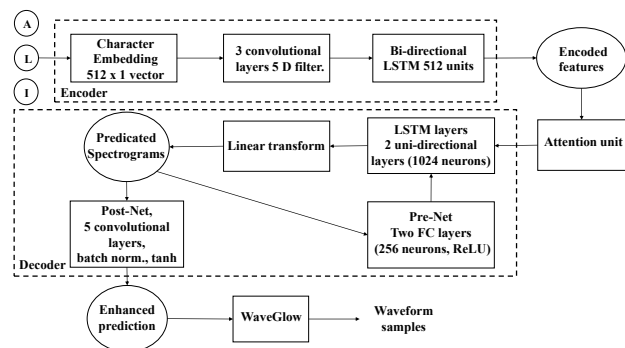 A
L
I
Character
Embedding
512 x 1 vector
3 convolutional
layers 5 D filter.
Bi-directional
LSTM 512 units
Encoded
features
Encoder
Predicated
Spectrograms
Linear transform
LSTM layers
2 uni-directional
layers (1024 neurons)
Attention unit
Post-Net,
5 convolutional
layers,
batch norm., tanh
Pre-Net
Two FC layers
(256 neurons, ReLU)
Decoder
Enhanced
prediction
WaveGlow
Waveform
samples